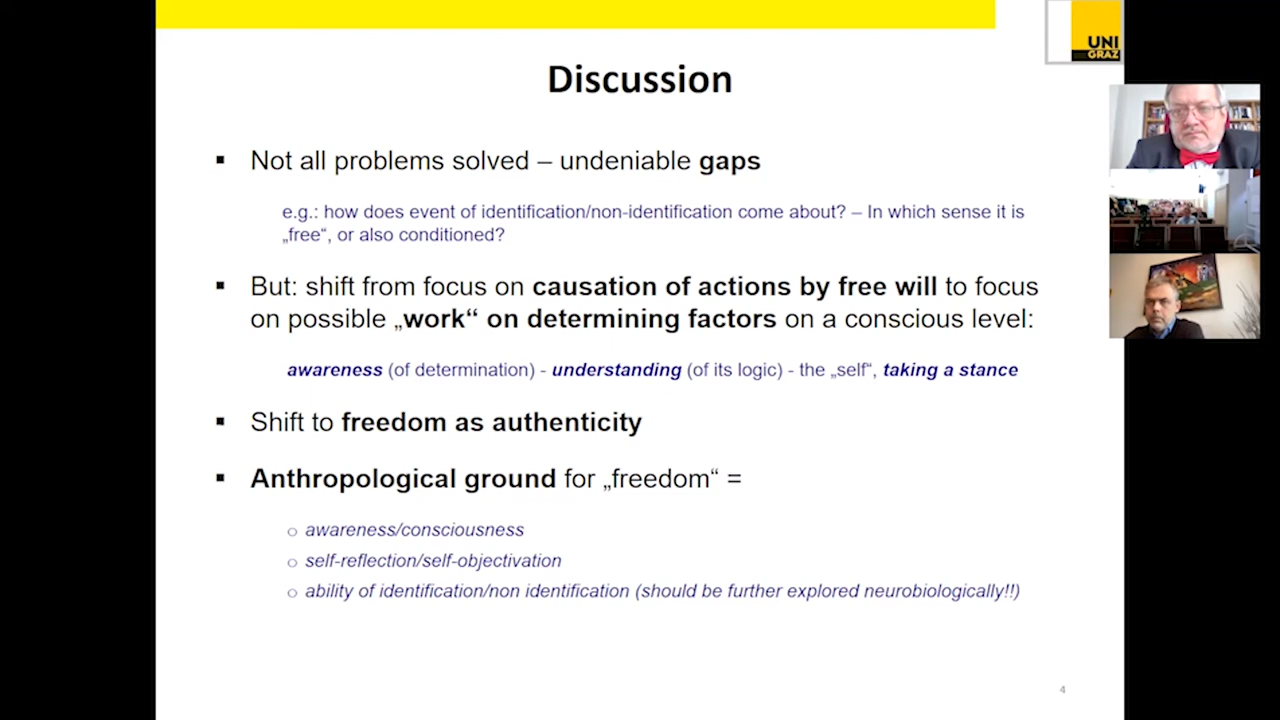 UNI
GRAZ
Discussion
▪ Not all problems solved – undeniable gaps
e.g.: how does event of identification/non-identification come about? – In which sense it is
„free“, or also conditioned?
▪ But: shift from focus on causation of actions by free will to focus
on possible „work“ on determining factors on a conscious level:
awareness (of determination) - understanding (of its logic) - the „self“, taking a stance
▪ Shift to freedom as authenticity
▪ Anthropological ground for „freedom“ =
o awareness/consciousness
o self-reflection/self-objectivation
o ability of identification/non identification (should be further explored neurobiologically!!)
4